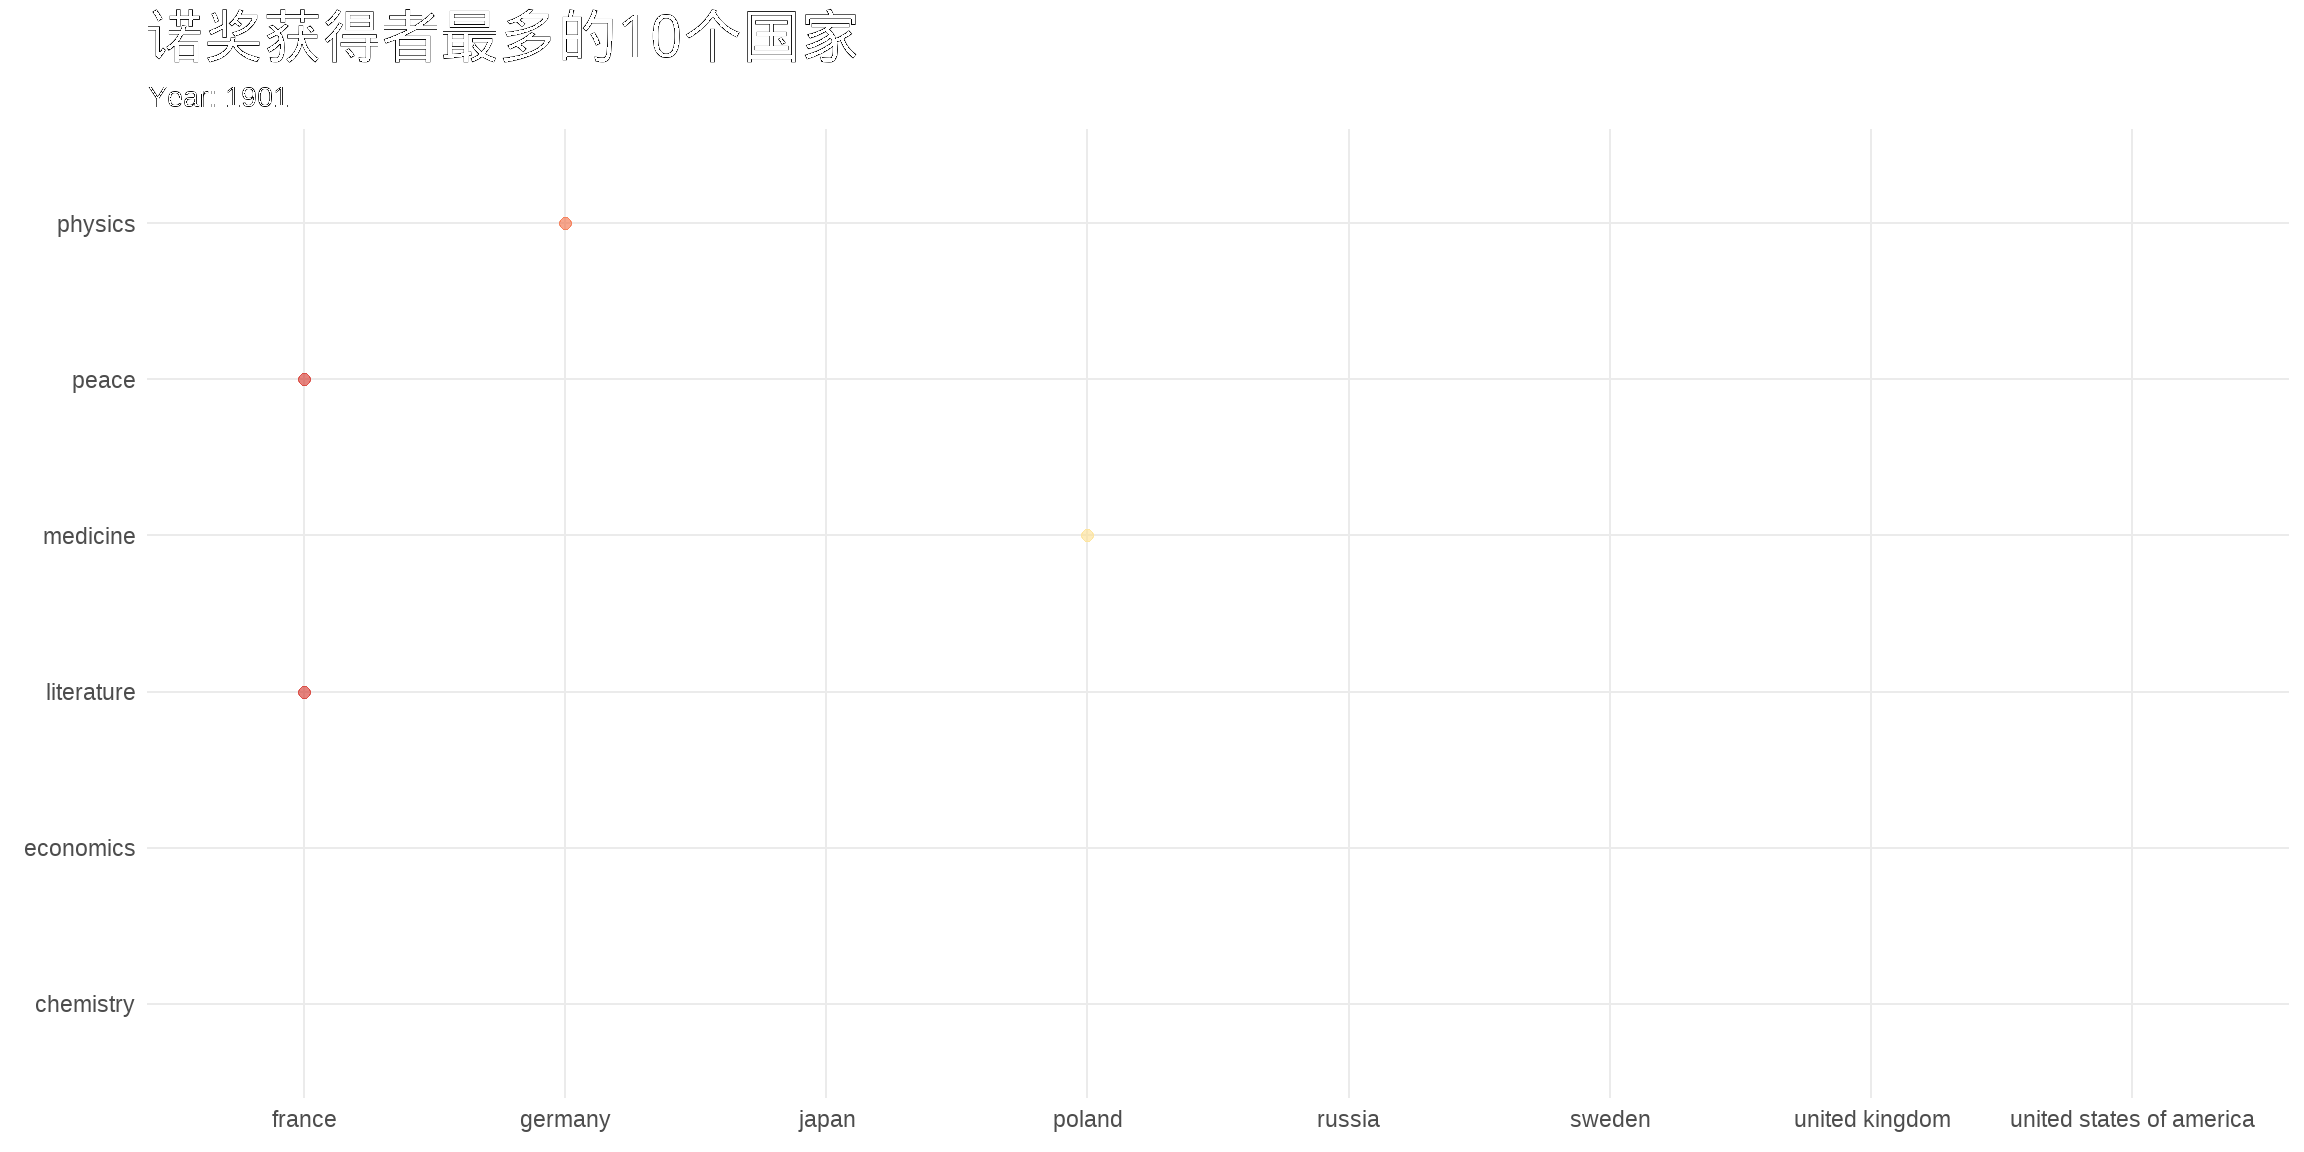 诺奖获得者最多的10个国家
Year: 1901
physics
peace
medicine
literature
economics
chemistry
france germany japan poland russia sweden united kingdom united states of america